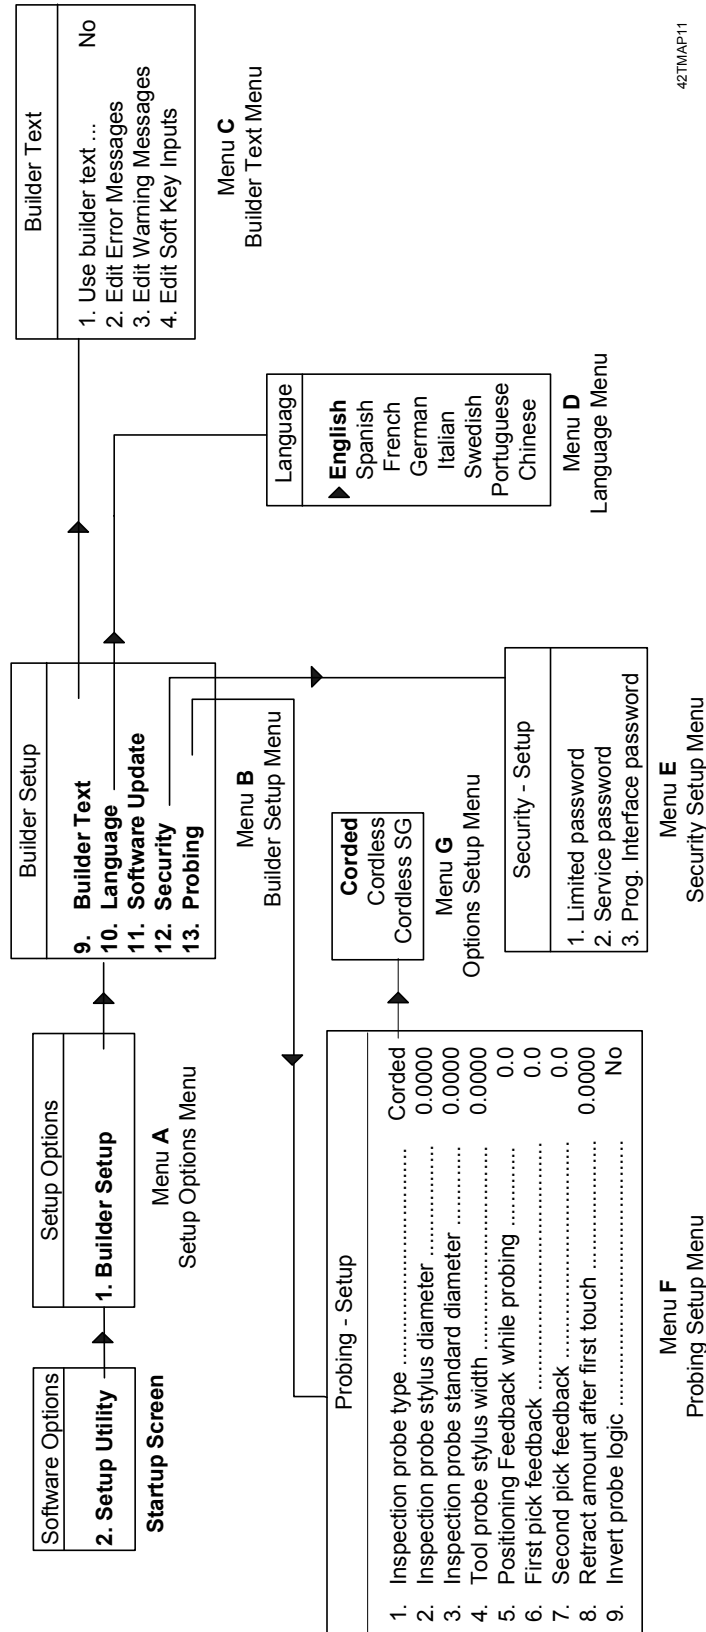 Software Options
2. Setup Utility
Startup Screen
Setup Options
1. Builder Setup
Menu A
Setup Options Menu
Builder Setup
9. Builder Text
10. Language
11. Software Update
12. Security
13. Probing
Menu B
Builder Setup Menu
Builder Text
1. Use builder text ... No
2. Edit Error Messages
3. Edit Warning Messages
4. Edit Soft Key Inputs
Menu C
Builder Text Menu
Language
English
Spanish
French
German
Italian
Swedish
Portuguese
Chinese
Menu D
Language Menu
Probing - Setup
1. Inspection probe type ........................................ Corded
2. Inspection probe stylus diameter .................. 0.0000
3. Inspection probe standard diameter ............ 0.0000
4. Tool probe stylus width .................................. 0.0000
5. Positioning Feedback while probing ............ 0.0
6. First pick feedback .......................................... 0.0
7. Second pick feedback .................................... 0.0
8. Retract amount after first touch .................... 0.0000
9. Invert probe logic ............................................ No
Menu F
Probing Setup Menu
Corded
Cordless
Cordless SG
Menu G
Options Setup Menu
Security - Setup
1. Limited password
2. Service password
3. Prog. Interface password
Menu E
Security Setup Menu
42TMAP11